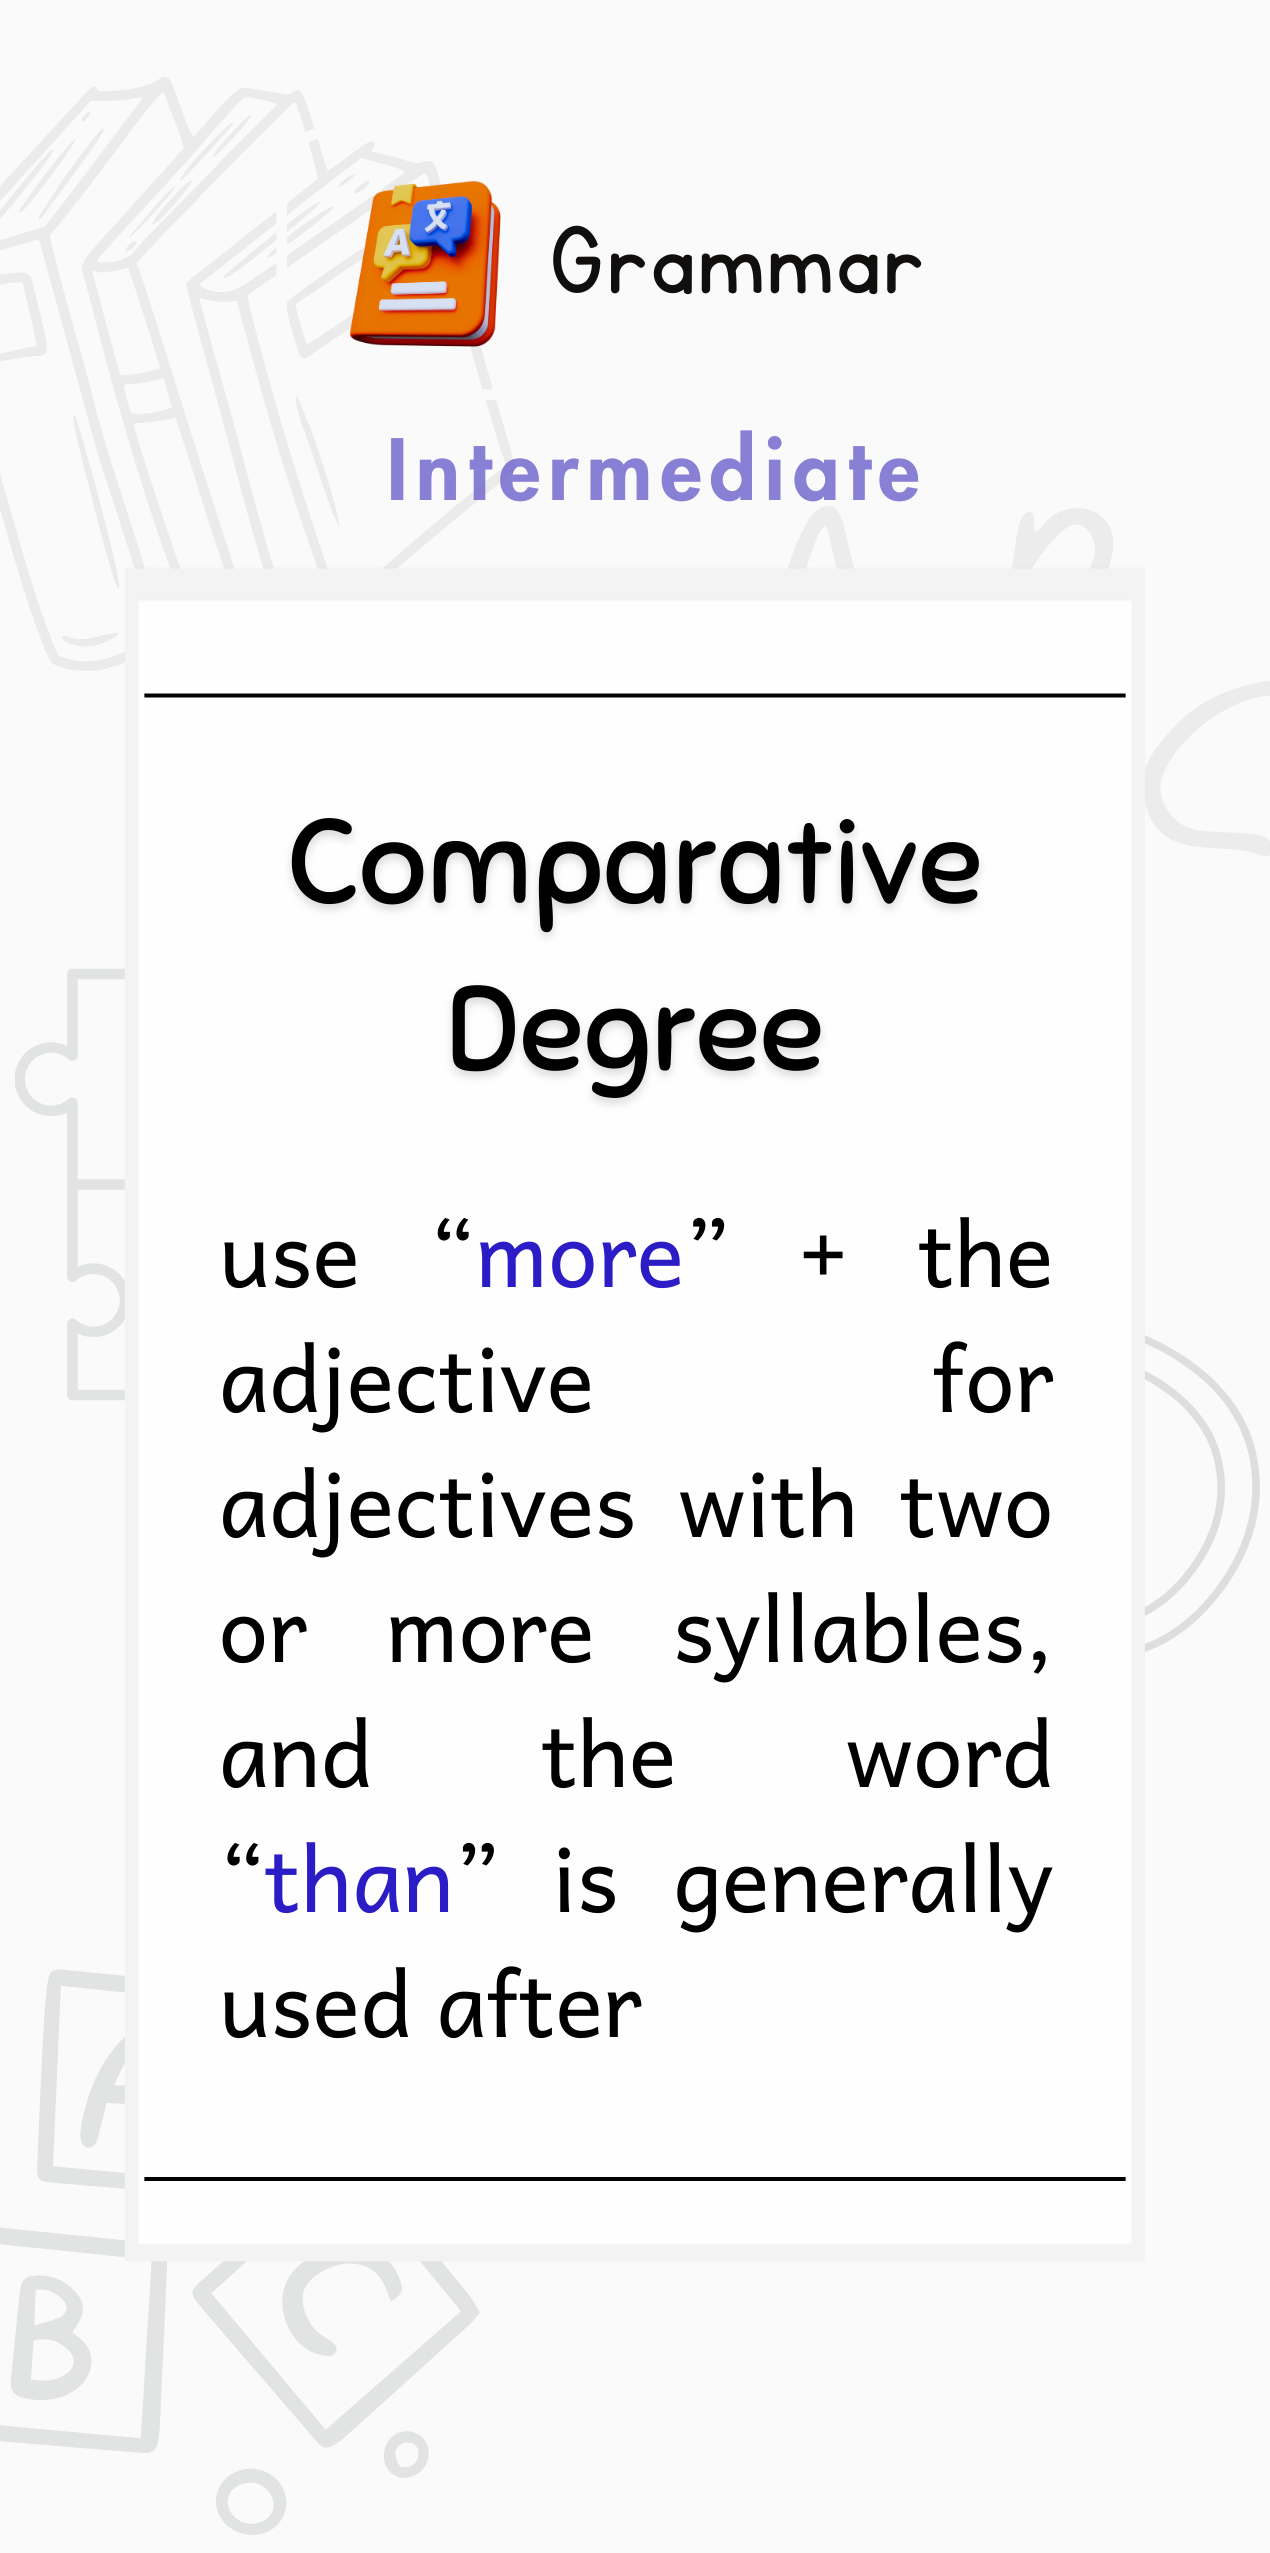 A 文
Grammar
Intermediate
Comparative
Degree
use “more” + the
adjective for
adjectives with two
or more syllables,
and the word
“than” is generally
used after
A
B
C